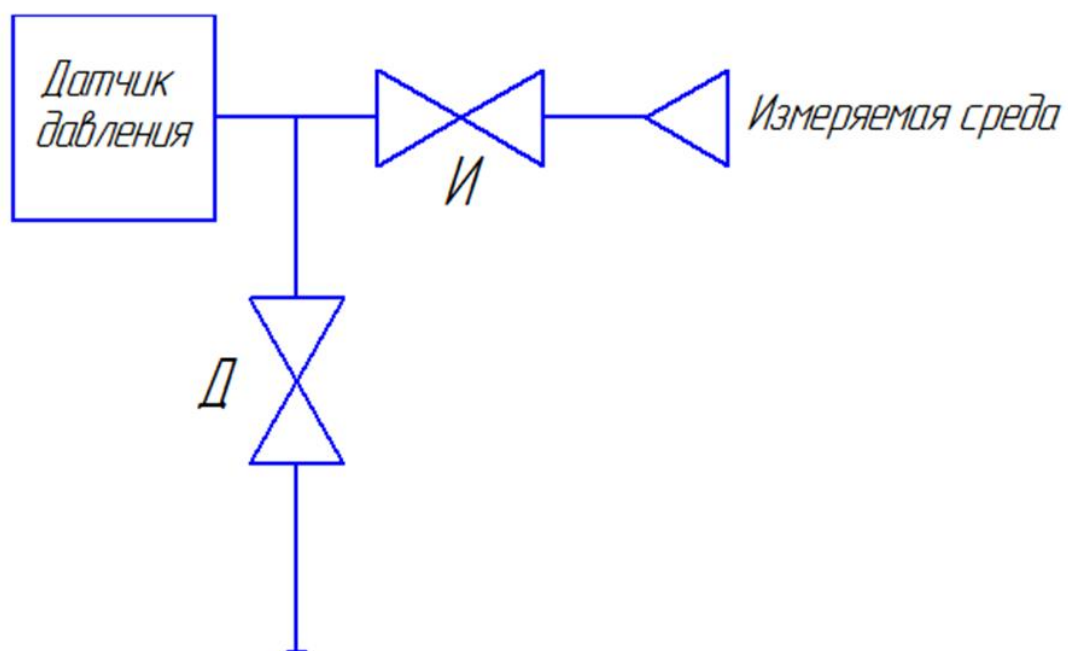 Датчик
давления
Измеряемая среда
И
Д